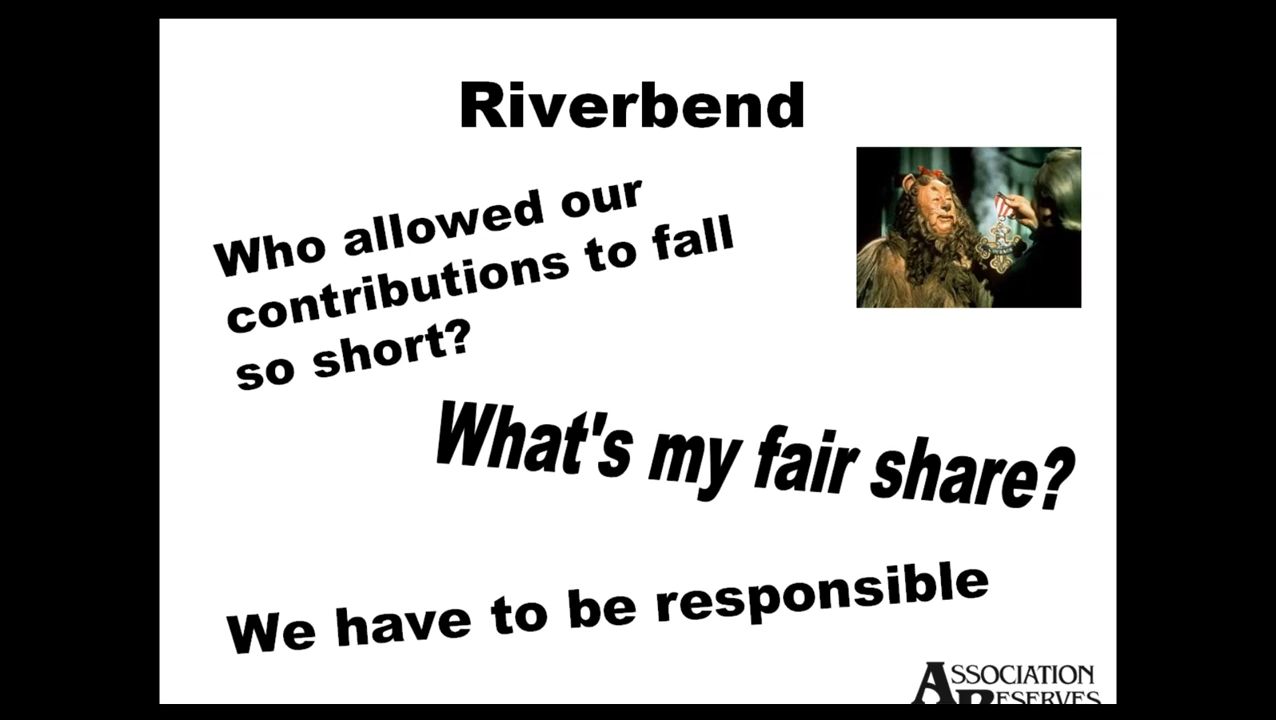 Riverbend
Who allowed our
contributions to fall
so short?
What's my fair share?
We have to be responsible
ASSOCIATION
RESERVES